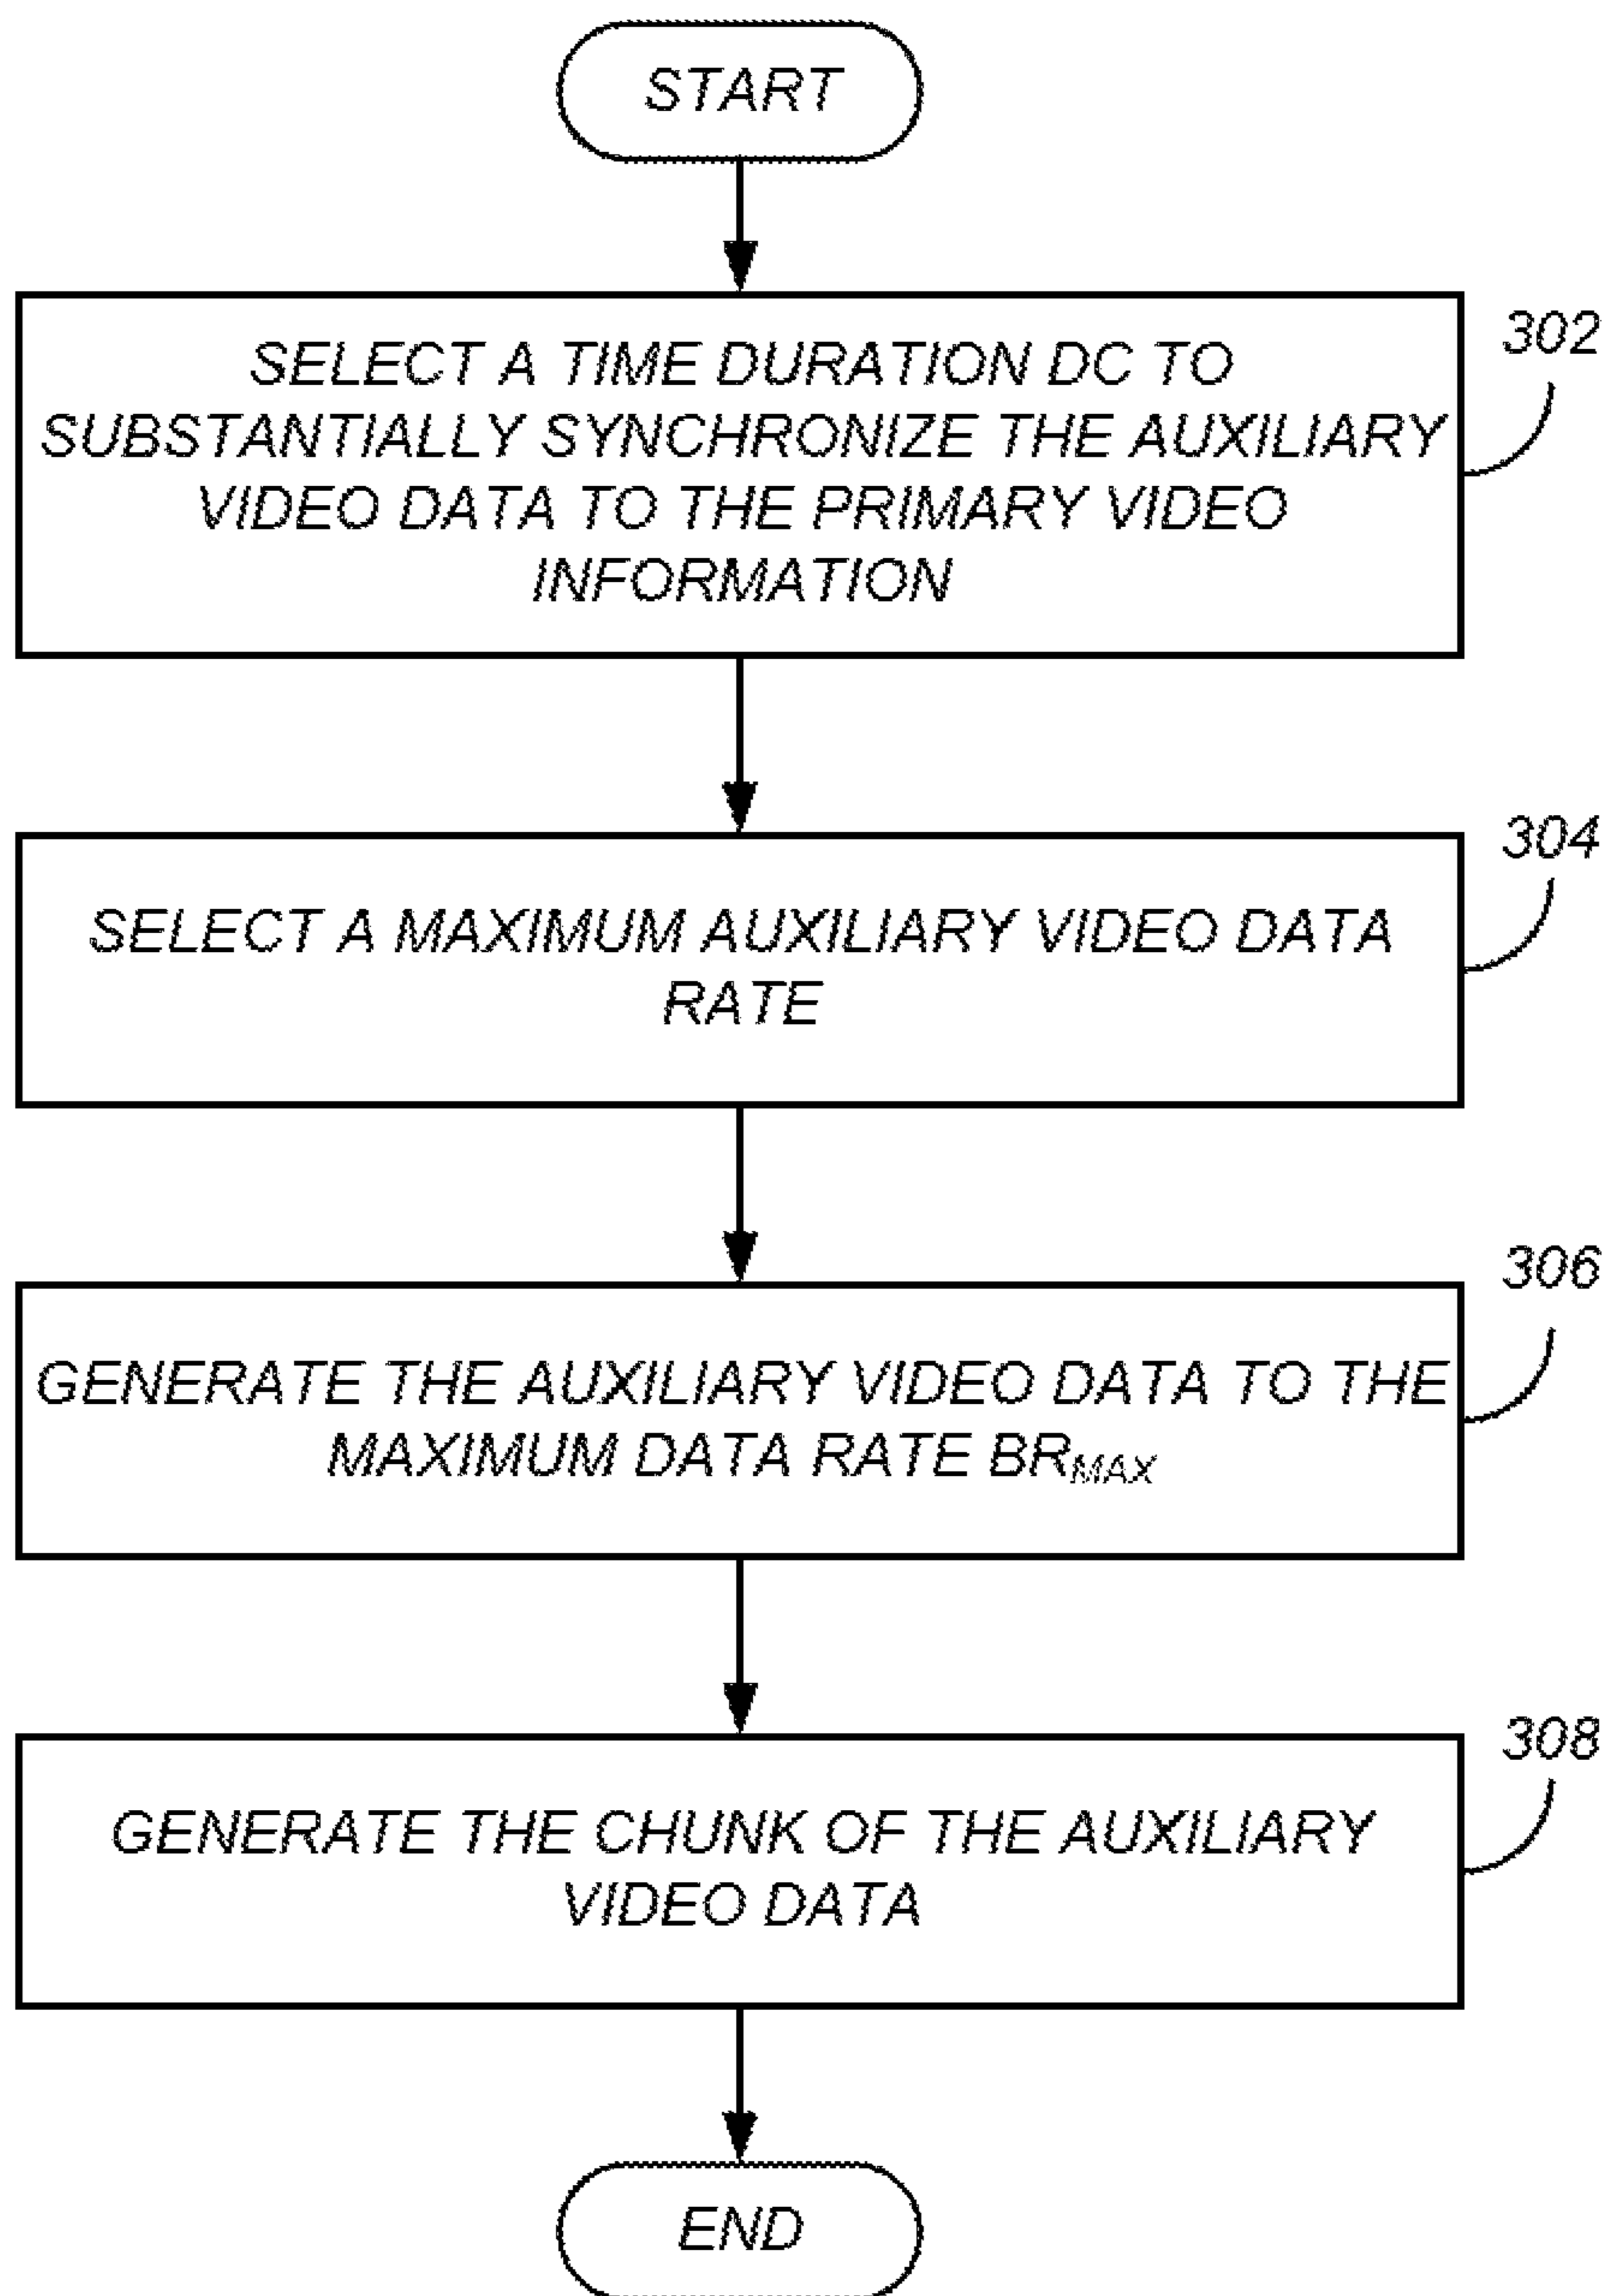 START
SELECT A TIME DURATION DC TO
SUBSTANTIALLY SYNCHRONIZE THE AUXILIARY
VIDEO DATA TO THE PRIMARY VIDEO
INFORMATION
302
SELECT A MAXIMUM AUXILIARY VIDEO DATA
RATE
304
GENERATE THE AUXILIARY VIDEO DATA TO THE
MAXIMUM DATA RATE BRMAX
306
GENERATE THE CHUNK OF THE AUXILIARY
VIDEO DATA
308
END